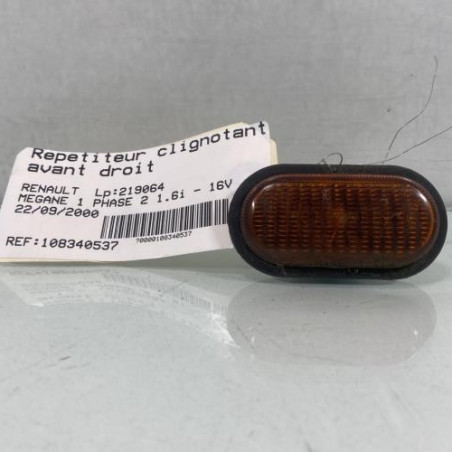 Repetiteur clignotant
avant droit
RENAULT Lp:219064
MEGANE 1 PHASE 2 1.6i - 16V
22/09/2000
REF:108340537
?0000108340537